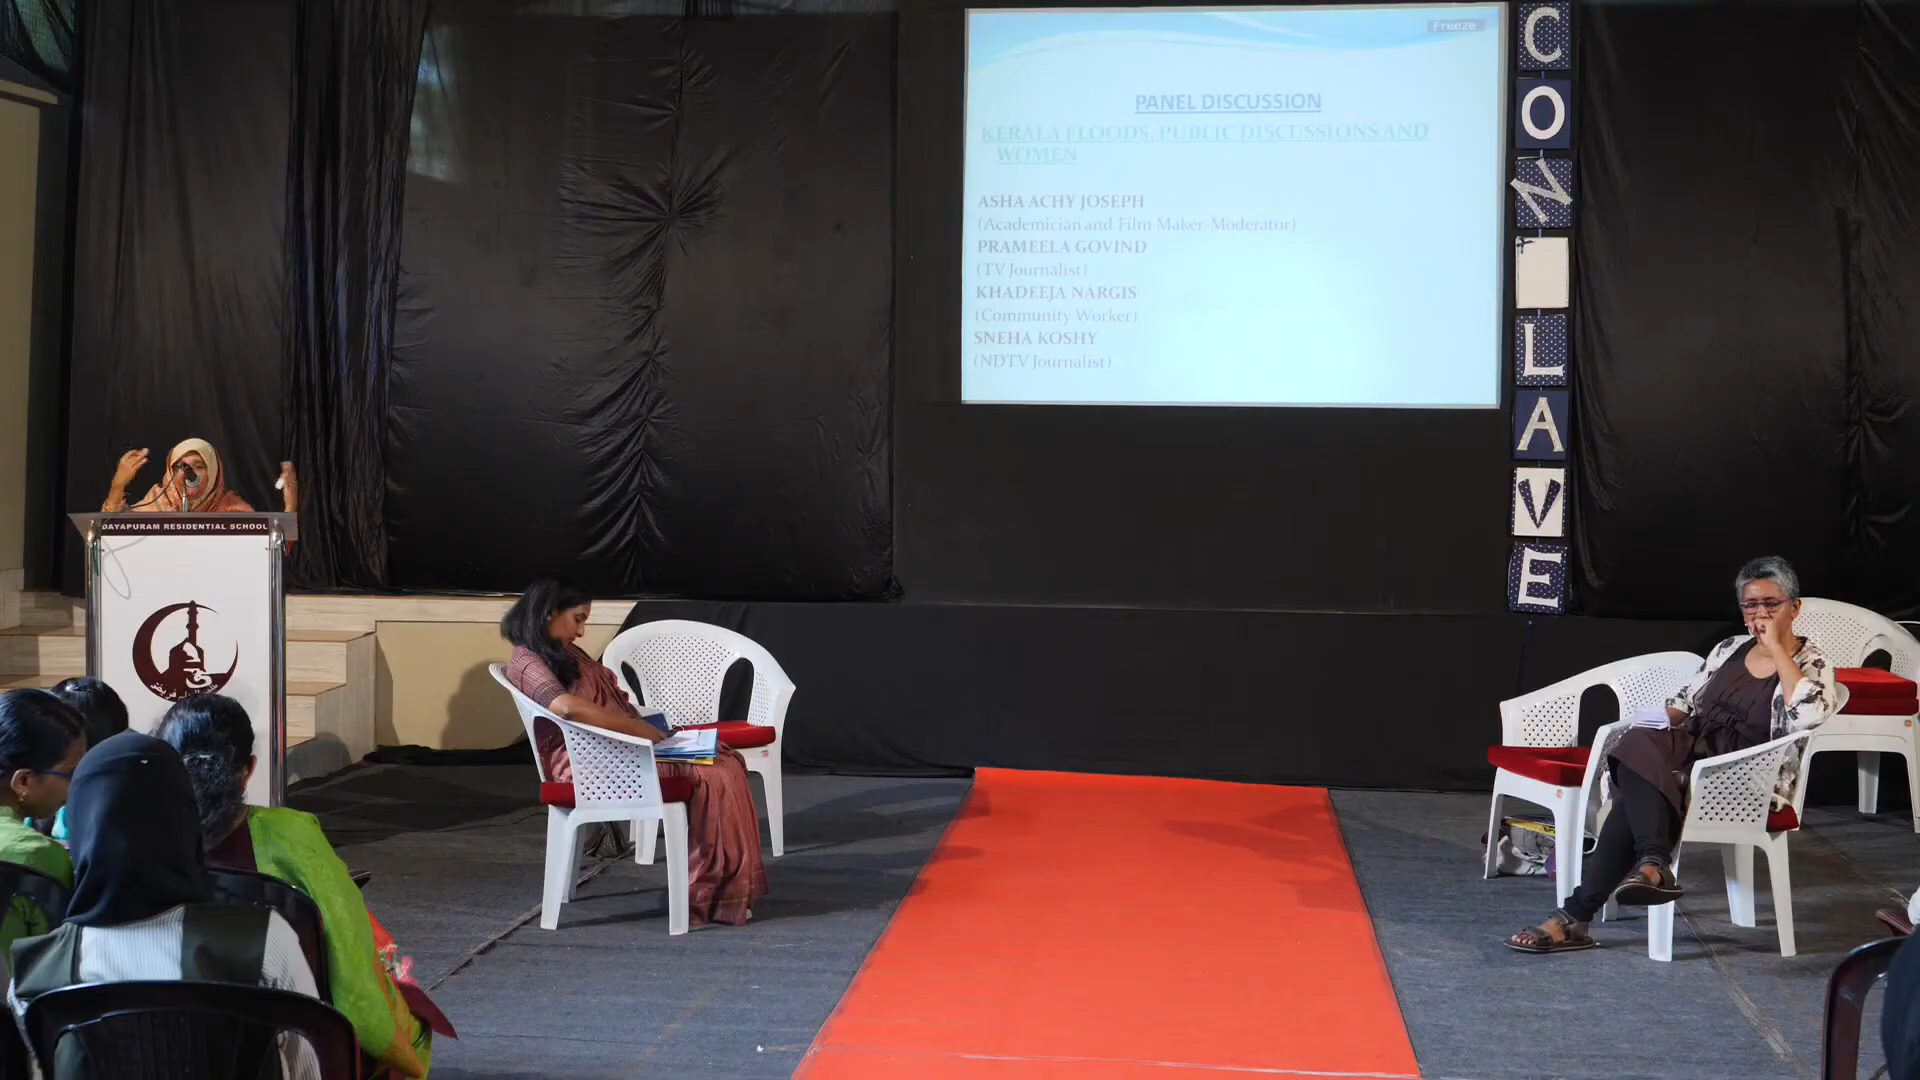 Freeze
PANEL DISCUSSION
KERALA FLOODS, PUBLIC DISCUSSIONS AND
WOMEN
ASHA ACHY JOSEPH
(Academician and Film Maker-Moderator)
PRAMEELA GOVIND
(TV Journalist)
KHADEEJA NARGIS
(Community Worker)
SNEHA KOSHY
(NDTV Journalist)
C
O
N
L
A
V
E
DAYAPURAM RESIDENTIAL SCHOOL